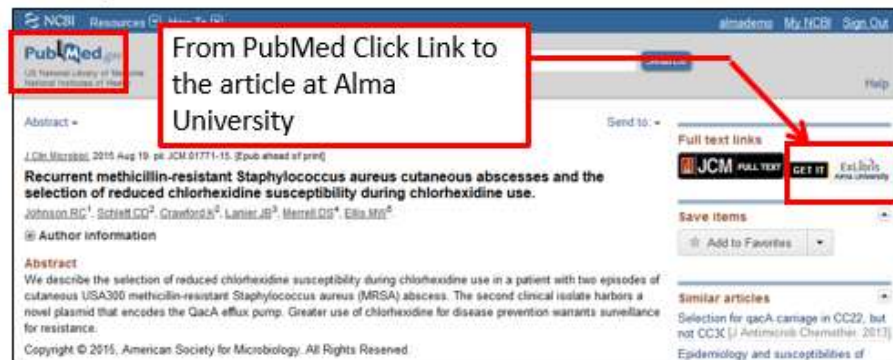 NCBI Resources How To
almademo My NCBI Sign Out
PubMed.gov
US National Library of Medicine
National Institutes of Health
From PubMed Click Link to
the article at Alma
University
Help
Abstract
Send to:
J Clin Microbiol. 2015 Aug 19. pii: JCM.01771-15. [Epub ahead of print]
Recurrent methicillin-resistant Staphylococcus aureus cutaneous abscesses and the
selection of reduced chlorhexidine susceptibility during chlorhexidine use.
Johnson RC1, Schlett CD2, Crawford K2, Lanier JB3, Merrell DS4, Ellis MW5.
Author information
Abstract
We describe the selection of reduced chlorhexidine susceptibility during chlorhexidine use in a patient with two episodes of
cutaneous USA300 methicillin-resistant Staphylococcus aureus (MRSA) abscess. The second clinical isolate harbors a
novel plasmid that encodes the QacA efflux pump. Greater use of chlorhexidine for disease prevention warrants surveillance
for resistance.
Copyright © 2015, American Society for Microbiology. All Rights Reserved.
Full text links
JCM FULL TEXT GET IT ExLibris
Alma University
Save items
Add to Favorites
Similar articles
Selection for qacA carriage in CC22, but
not CC30 [J Antimicrob Chemother. 2013]
Epidemiology and susceptibilities of